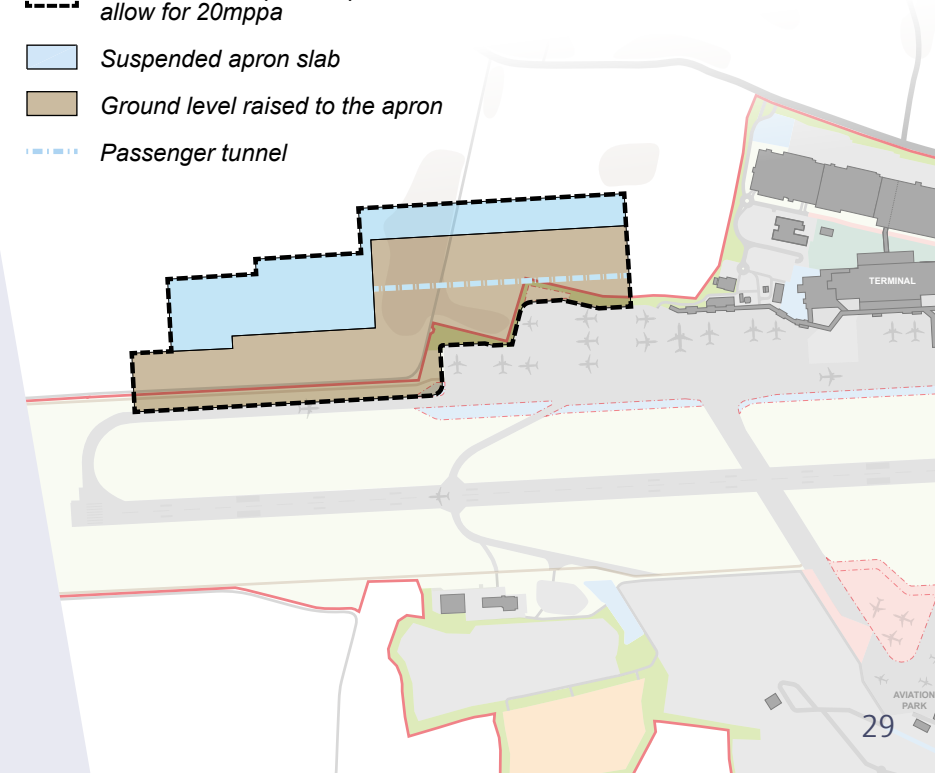 allow for 20mppa
Suspended apron slab
Ground level raised to the apron
Passenger tunnel
TERMINAL
AVIATION
PARK
29